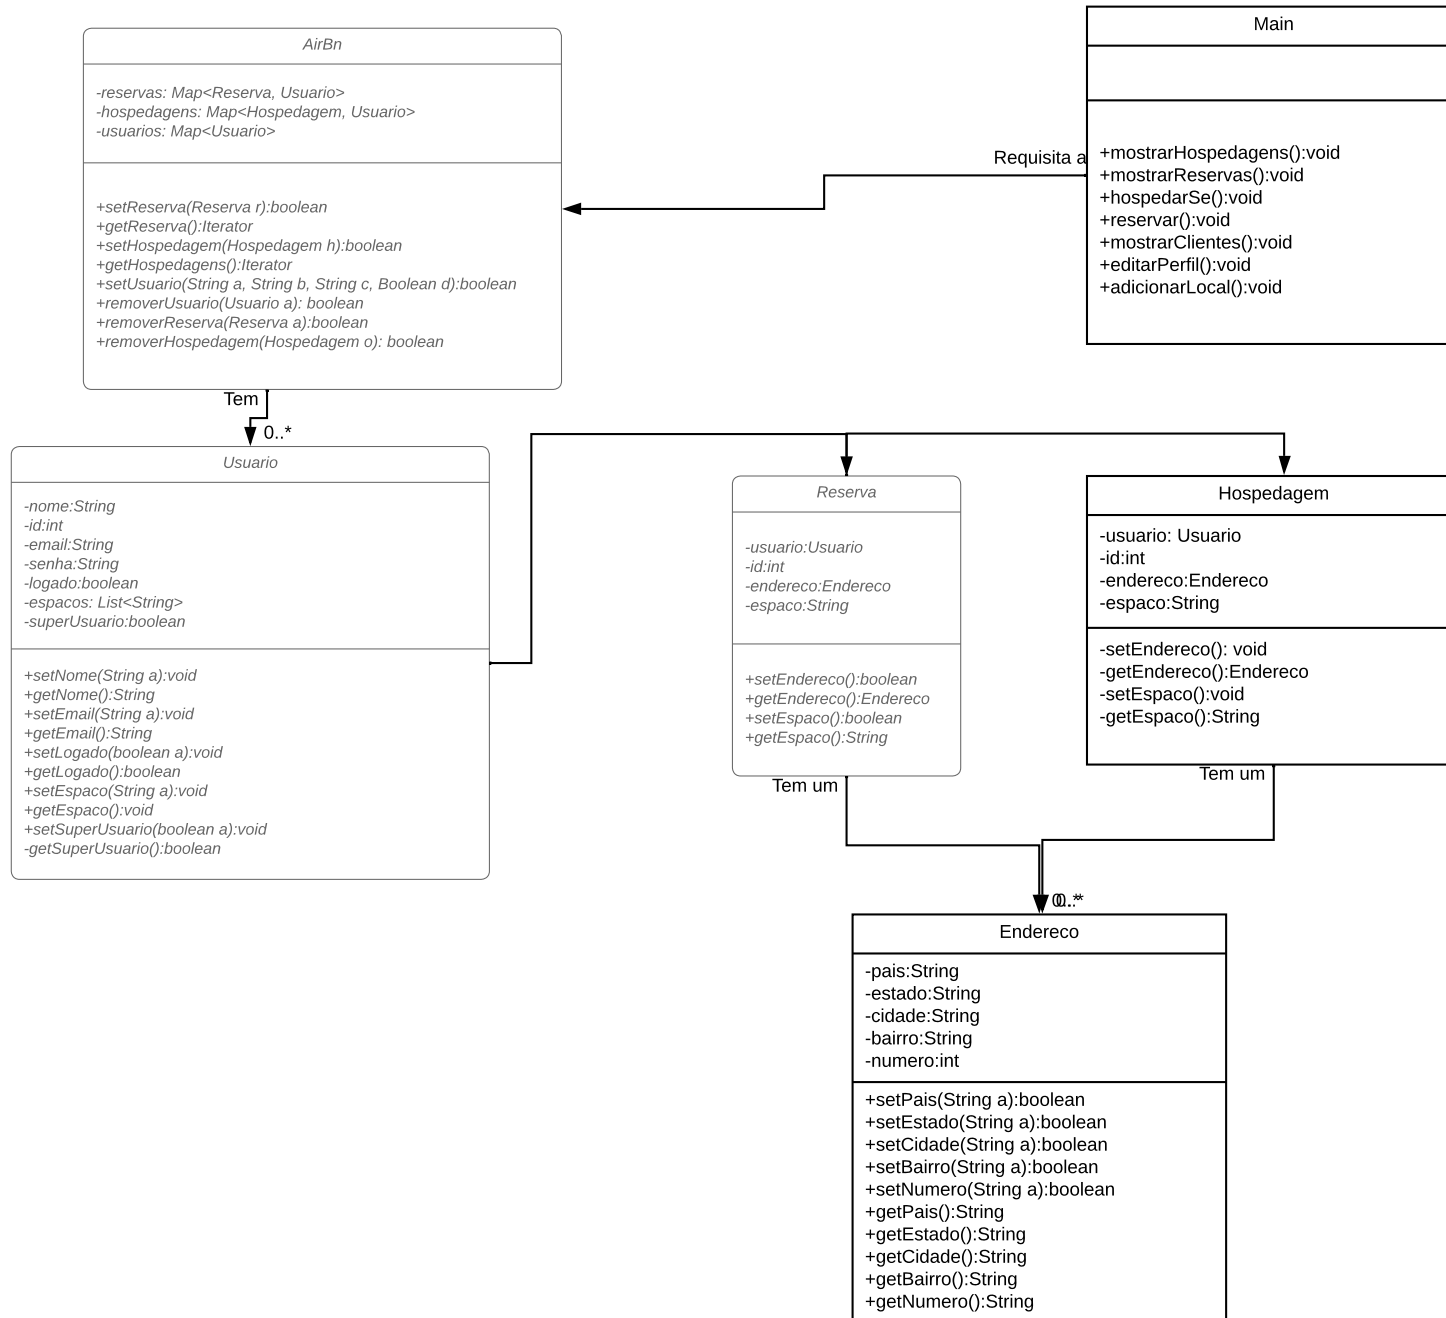 AirBn
-reservas: Map<Reserva, Usuario>
-hospedagens: Map<Hospedagem, Usuario>
-usuarios: Map<Usuario>
+setReserva(Reserva r):boolean
+getReserva():Iterator
+setHospedagem(Hospedagem h):boolean
+getHospedagens():Iterator
+setUsuario(String a, String b, String c, Boolean d):boolean
+removerUsuario(Usuario a): boolean
+removerReserva(Reserva a):boolean
+removerHospedagem(Hospedagem o): boolean
Requisita a
Main
+mostrarHospedagens():void
+mostrarReservas():void
+hospedarSe():void
+reservar():void
+mostrarClientes():void
+editarPerfil():void
+adicionarLocal():void
Tem
0..*
Usuario
-nome:String
-id:int
-email:String
-senha:String
-logado:boolean
-espacos: List<String>
-superUsuario:boolean
+setNome(String a):void
+getNome():String
+setEmail(String a):void
+getEmail():String
+setLogado(boolean a):void
+getLogado():boolean
+setEspaco(String a):void
+getEspaco():void
+setSuperUsuario(boolean a):void
-getSuperUsuario():boolean
Reserva
-usuario:Usuario
-id:int
-endereco:Endereco
-espaco:String
+setEndereco():boolean
+getEndereco():Endereco
+setEspaco():boolean
+getEspaco():String
Tem um
Hospedagem
-usuario: Usuario
-id:int
-endereco:Endereco
-espaco:String
-setEndereco(): void
-getEndereco():Endereco
-setEspaco():void
-getEspaco():String
Tem um
0..*
0..*
Endereco
-pais:String
-estado:String
-cidade:String
-bairro:String
-numero:int
+setPais(String a):boolean
+setEstado(String a):boolean
+setCidade(String a):boolean
+setBairro(String a):boolean
+setNumero(String a):boolean
+getPais():String
+getEstado():String
+getCidade():String
+getBairro():String
+getNumero():String